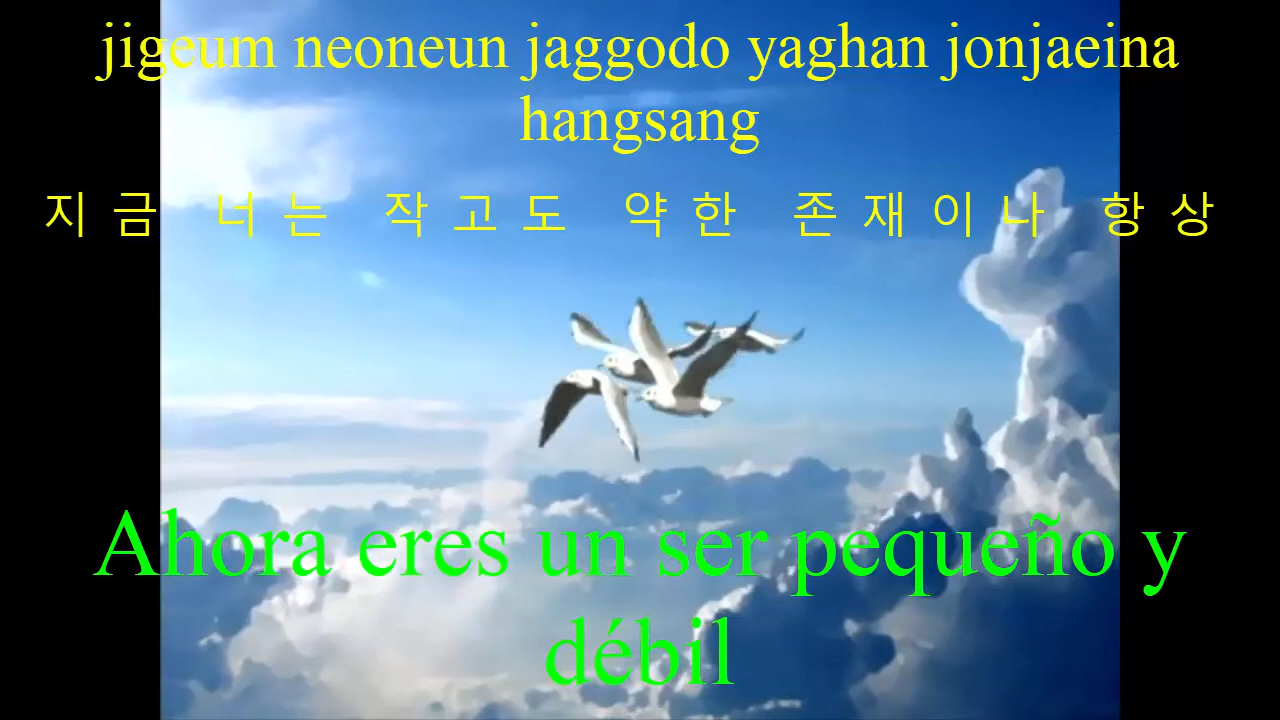 jigeum neoneun jaggodo yaghan jonjaeina
hangsang
지금 너는 작고도 약한 존재이나 항상
Ahora eres un ser pequeño y
débil